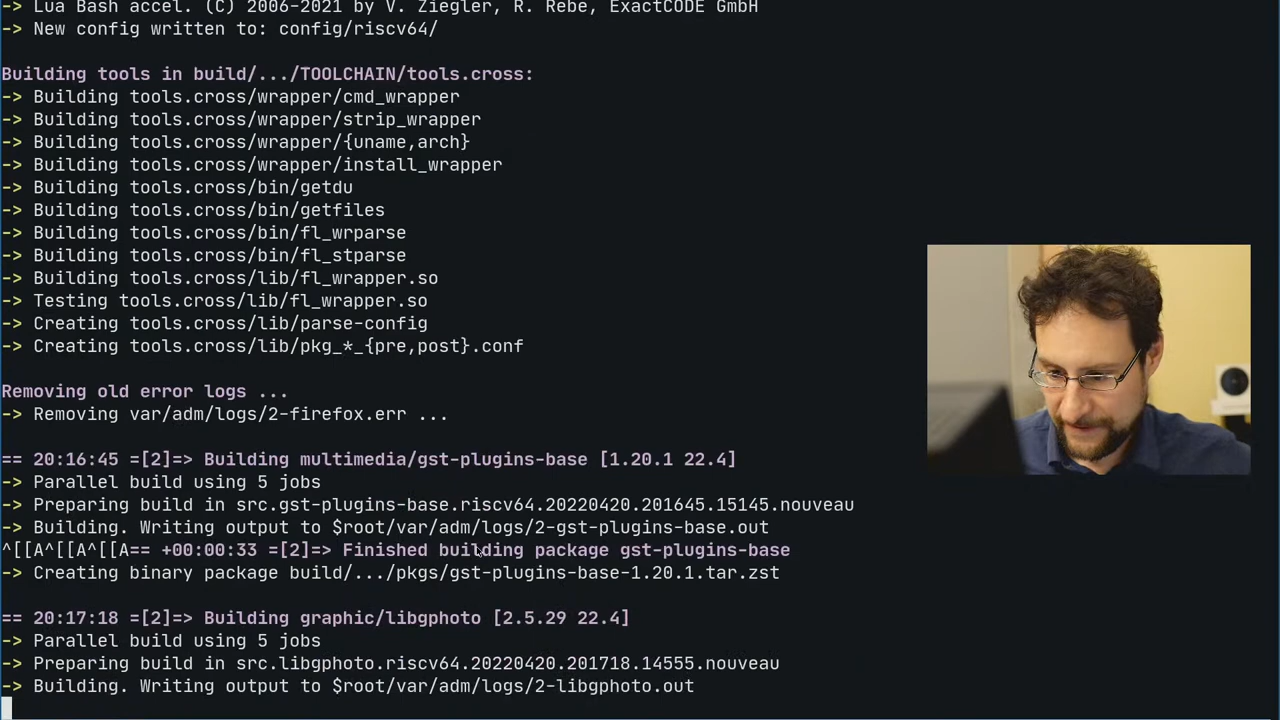 -> Lua Bash accel. (C) 2006-2021 by V. Ziegler, R. Rebe, ExactCODE GmbH
-> New config written to: config/riscv64/
Building tools in build/.../TOOLCHAIN/tools.cross:
-> Building tools.cross/wrapper/cmd_wrapper
-> Building tools.cross/wrapper/strip_wrapper
-> Building tools.cross/wrapper/{uname,arch}
-> Building tools.cross/wrapper/install_wrapper
-> Building tools.cross/bin/getdu
-> Building tools.cross/bin/getfiles
-> Building tools.cross/bin/fl_wrparse
-> Building tools.cross/bin/fl_stparse
-> Building tools.cross/lib/fl_wrapper.so
-> Testing tools.cross/lib/fl_wrapper.so
-> Creating tools.cross/lib/parse-config
-> Creating tools.cross/lib/pkg_*_{pre,post}.conf
Removing old error logs ...
-> Removing var/adm/logs/2-firefox.err ...
== 20:16:45 =[2]=> Building multimedia/gst-plugins-base [1.20.1 22.4]
-> Parallel build using 5 jobs
-> Preparing build in src.gst-plugins-base.riscv64.20220420.201645.15145.nouveau
-> Building. Writing output to $root/var/adm/logs/2-gst-plugins-base.out
^[[A^[[A^[[A== +00:00:33 =[2]=> Finished building package gst-plugins-base
-> Creating binary package build/.../pkgs/gst-plugins-base-1.20.1.tar.zst
== 20:17:18 =[2]=> Building graphic/libgphoto [2.5.29 22.4]
-> Parallel build using 5 jobs
-> Preparing build in src.libgphoto.riscv64.20220420.201718.14555.nouveau
-> Building. Writing output to $root/var/adm/logs/2-libgphoto.out